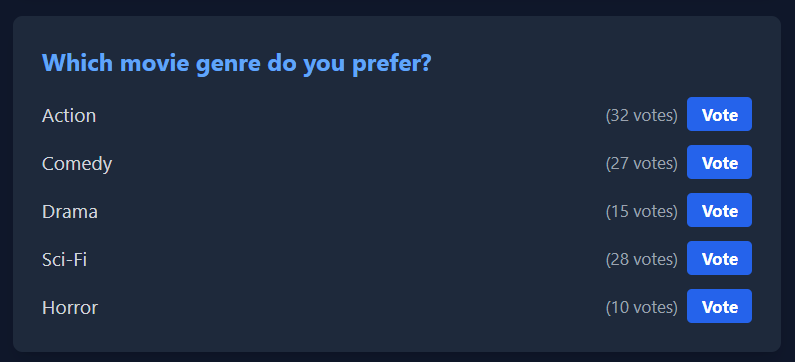 Which movie genre do you prefer?
Action (32 votes) Vote
Comedy (27 votes) Vote
Drama (15 votes) Vote
Sci-Fi (28 votes) Vote
Horror (10 votes) Vote